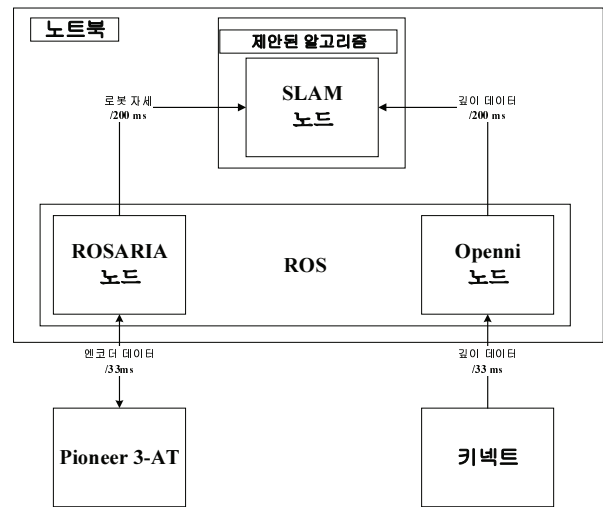 노트북
제안된 알고리즘
SLAM
노드
로봇 자세
/200 ms
깊이 데이터
/200 ms
ROSARIA
노드
ROS
Openni
노드
엔코더 데이터
/33ms
깊이 데이터
/33 ms
Pioneer 3-AT
키넥트